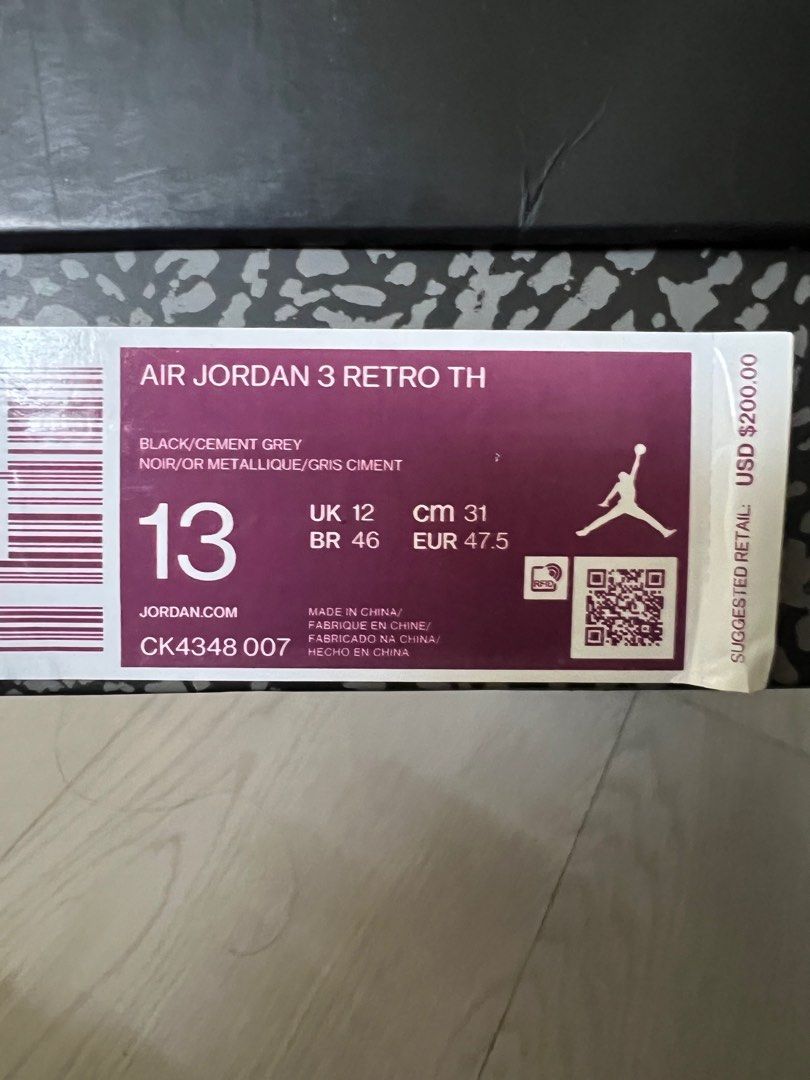 AIR JORDAN 3 RETRO TH
BLACK/CEMENT GREY
NOIR/OR METALLIQUE/GRIS CIMENT
13
UK 12 cm 31
BR 46 EUR 47.5
RFID
JORDAN.COM
CK4348 007
MADE IN CHINA/
FABRIQUE EN CHINE/
FABRICADO NA CHINA/
HECHO EN CHINA
SUGGESTED RETAIL: USD $200.00